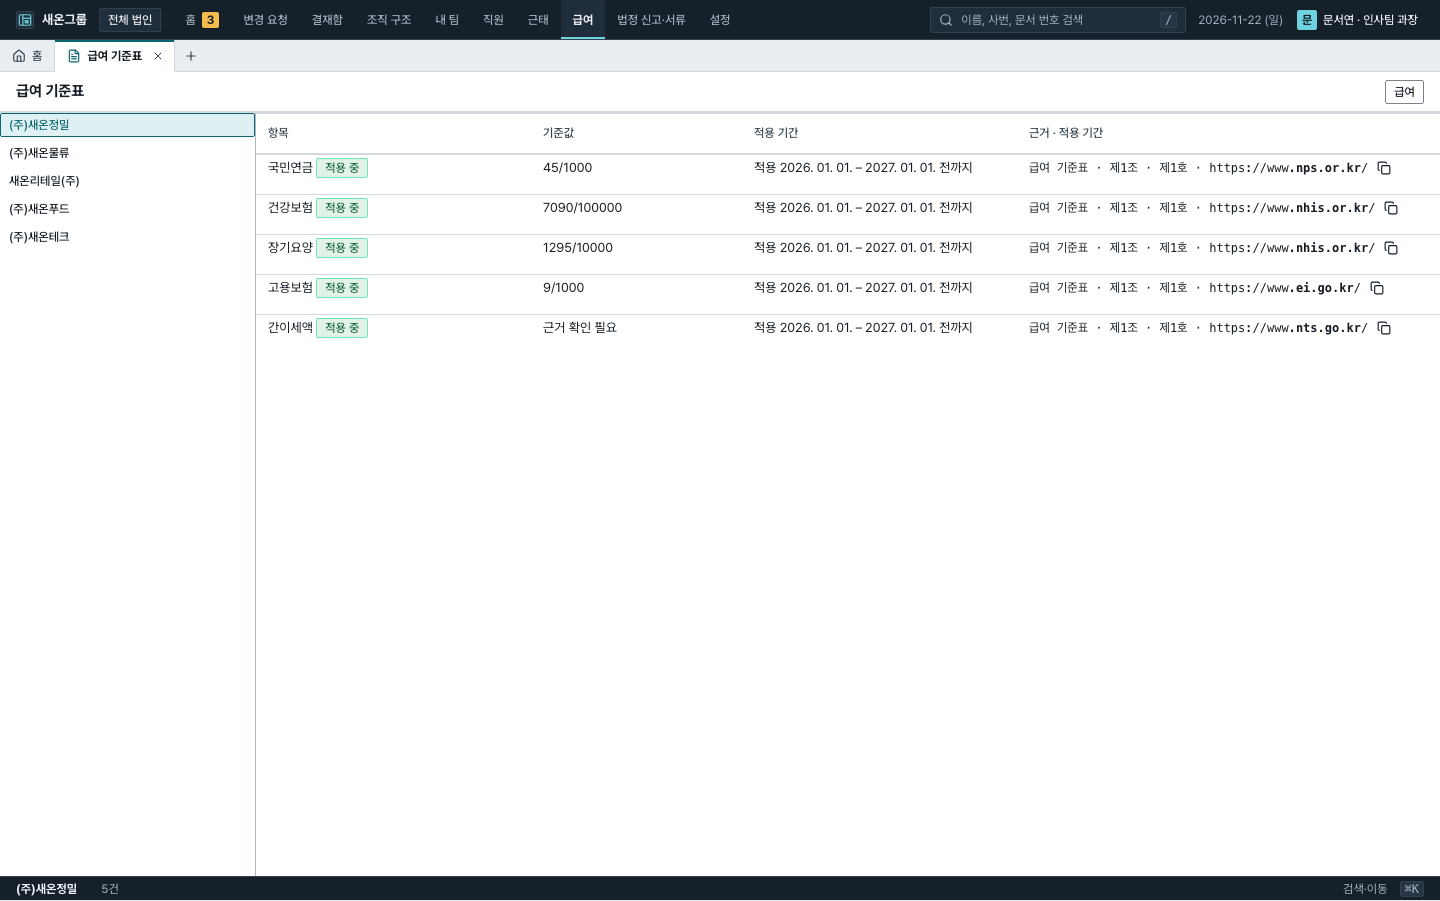 새온그룹 전체 법인 홈 3 변경 요청 결재함 조직 구조 내 팀 직원 근태 급여 법정 신고·서류 설정 이름, 사번, 문서 번호 검색 / 2026-11-22 (일) 문 문서연 · 인사팀 과장
홈 급여 기준표
급여 기준표 급여
(주)새온정밀
(주)새온물류
새온리테일(주)
(주)새온푸드
(주)새온테크
항목 기준값 적용 기간 근거 · 적용 기간
국민연금 적용 중 45/1000 적용 2026. 01. 01. – 2027. 01. 01. 전까지 급여 기준표 · 제1조 · 제1호 · https://www.nps.or.kr/
건강보험 적용 중 7090/100000 적용 2026. 01. 01. – 2027. 01. 01. 전까지 급여 기준표 · 제1조 · 제1호 · https://www.nhis.or.kr/
장기요양 적용 중 1295/10000 적용 2026. 01. 01. – 2027. 01. 01. 전까지 급여 기준표 · 제1조 · 제1호 · https://www.nhis.or.kr/
고용보험 적용 중 9/1000 적용 2026. 01. 01. – 2027. 01. 01. 전까지 급여 기준표 · 제1조 · 제1호 · https://www.ei.go.kr/
간이세액 적용 중 근거 확인 필요 적용 2026. 01. 01. – 2027. 01. 01. 전까지 급여 기준표 · 제1조 · 제1호 · https://www.nts.go.kr/
(주)새온정밀 5건 검색·이동 ⌘K